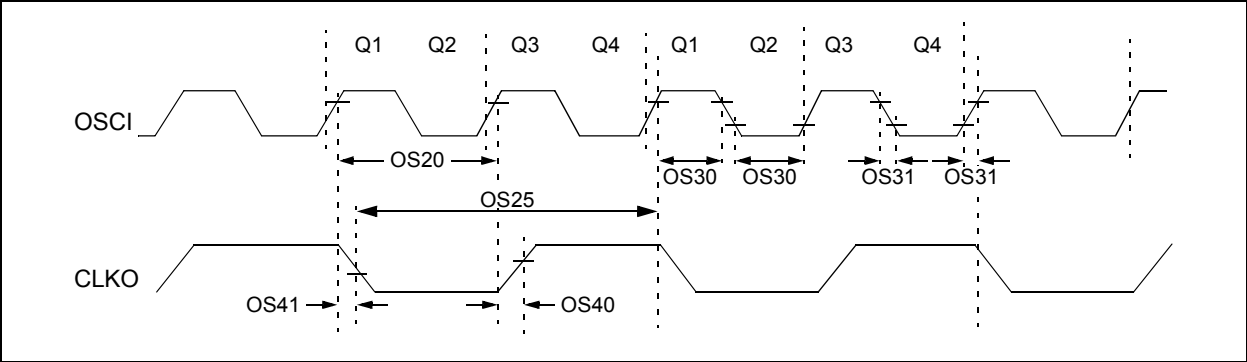 Q1 Q2 Q3 Q4 Q1 Q2 Q3 Q4
OSCI
OS20
OS30 OS30 OS31 OS31
OS25
CLKO
OS41 OS40